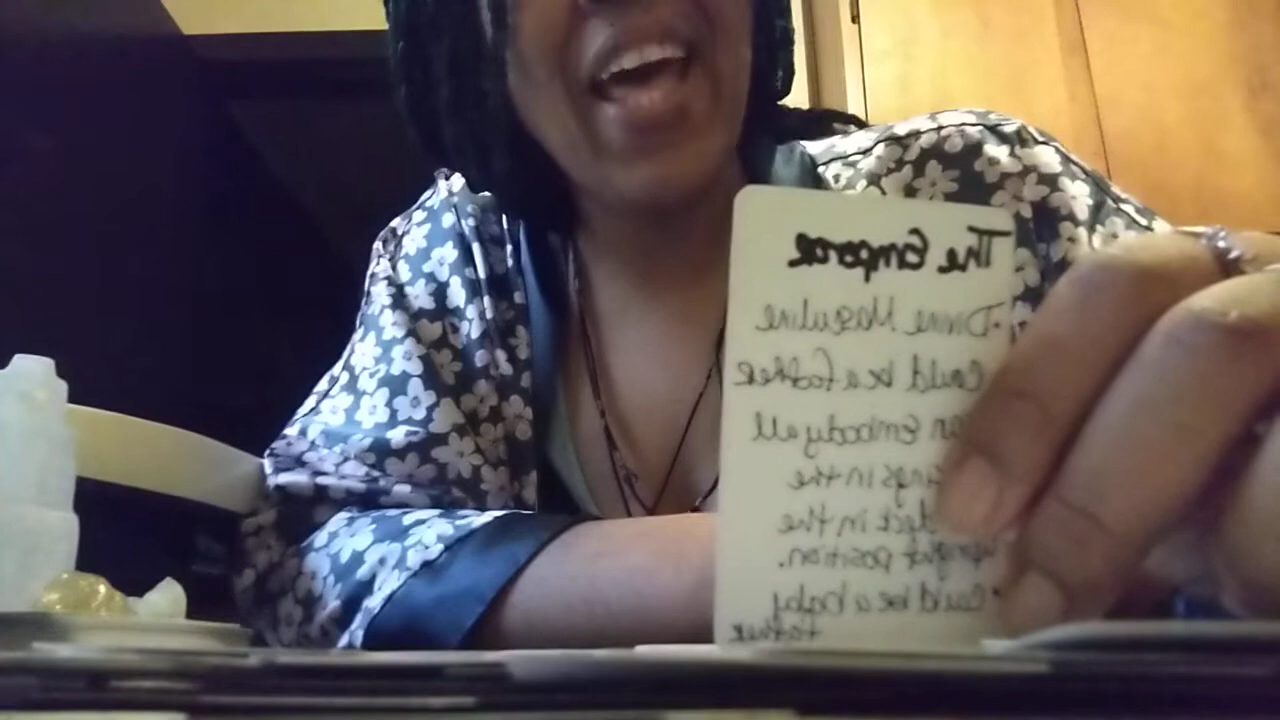 The Emperor
· Divine Masculine
Could be a father
Embody all
in the
in the
position.
· Could be a baby
father